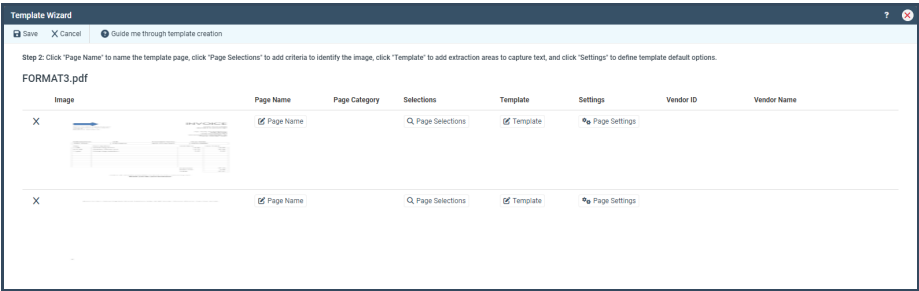 Template Wizard
?
Save Cancel Guide me through template creation
Step 2: Click "Page Name" to name the template page, click "Page Selections" to add criteria to identify the image, click "Template" to add extraction areas to capture text, and click "Settings" to define template default options.
FORMAT3.pdf
Image Page Name Page Category Selections Template Settings Vendor ID Vendor Name
Page Name Page Selections Template Page Settings
INVOICE
Page Name Page Selections Template Page Settings